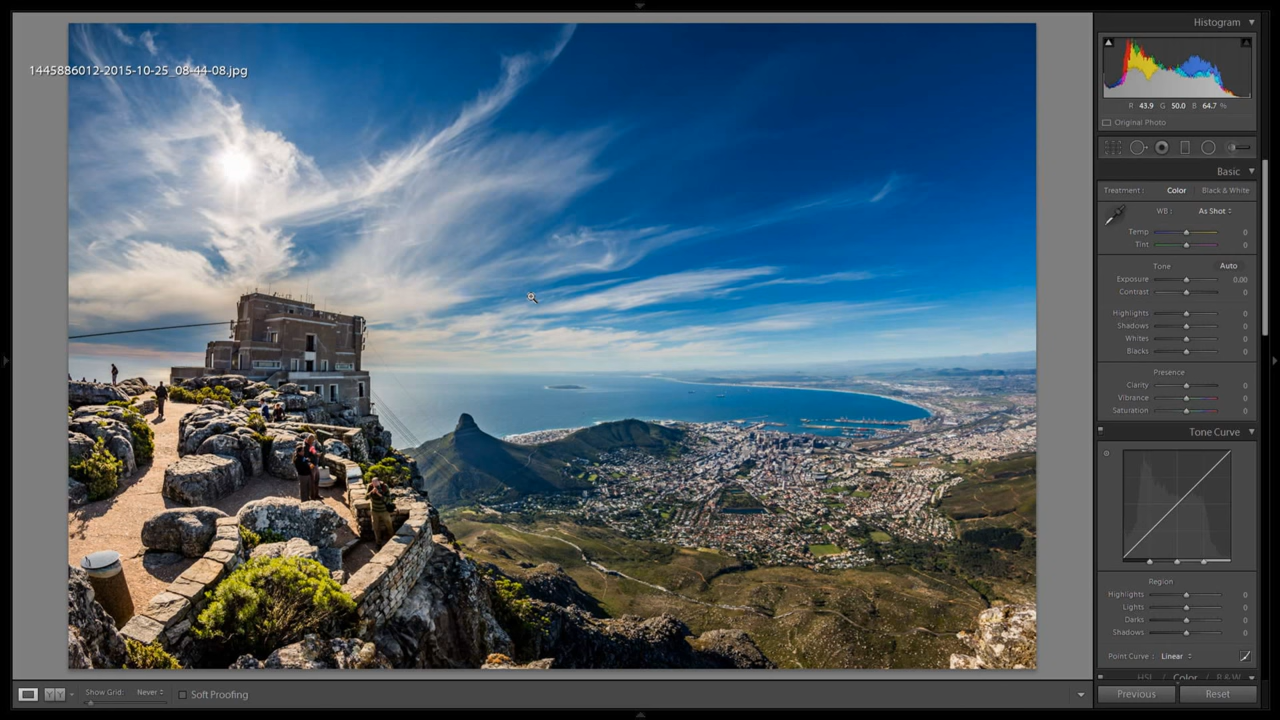 Histogram
1445886012-2015-10-25_08-44-08.jpg
R 43.9 G 50.0 B 64.7 %
Original Photo
Basic
Treatment : Color Black & White
WB : As Shot
Temp 0
Tint 0
Tone Auto
Exposure 0,00
Contrast 0
Highlights 0
Shadows 0
Whites 0
Blacks 0
Presence
Clarity 0
Vibrance 0
Saturation 0
Tone Curve
Region
Highlights 0
Lights 0
Darks 0
Shadows 0
Point Curve : Linear
HSL / Color / B & W
Show Grid: Never Soft Proofing
Previous Reset